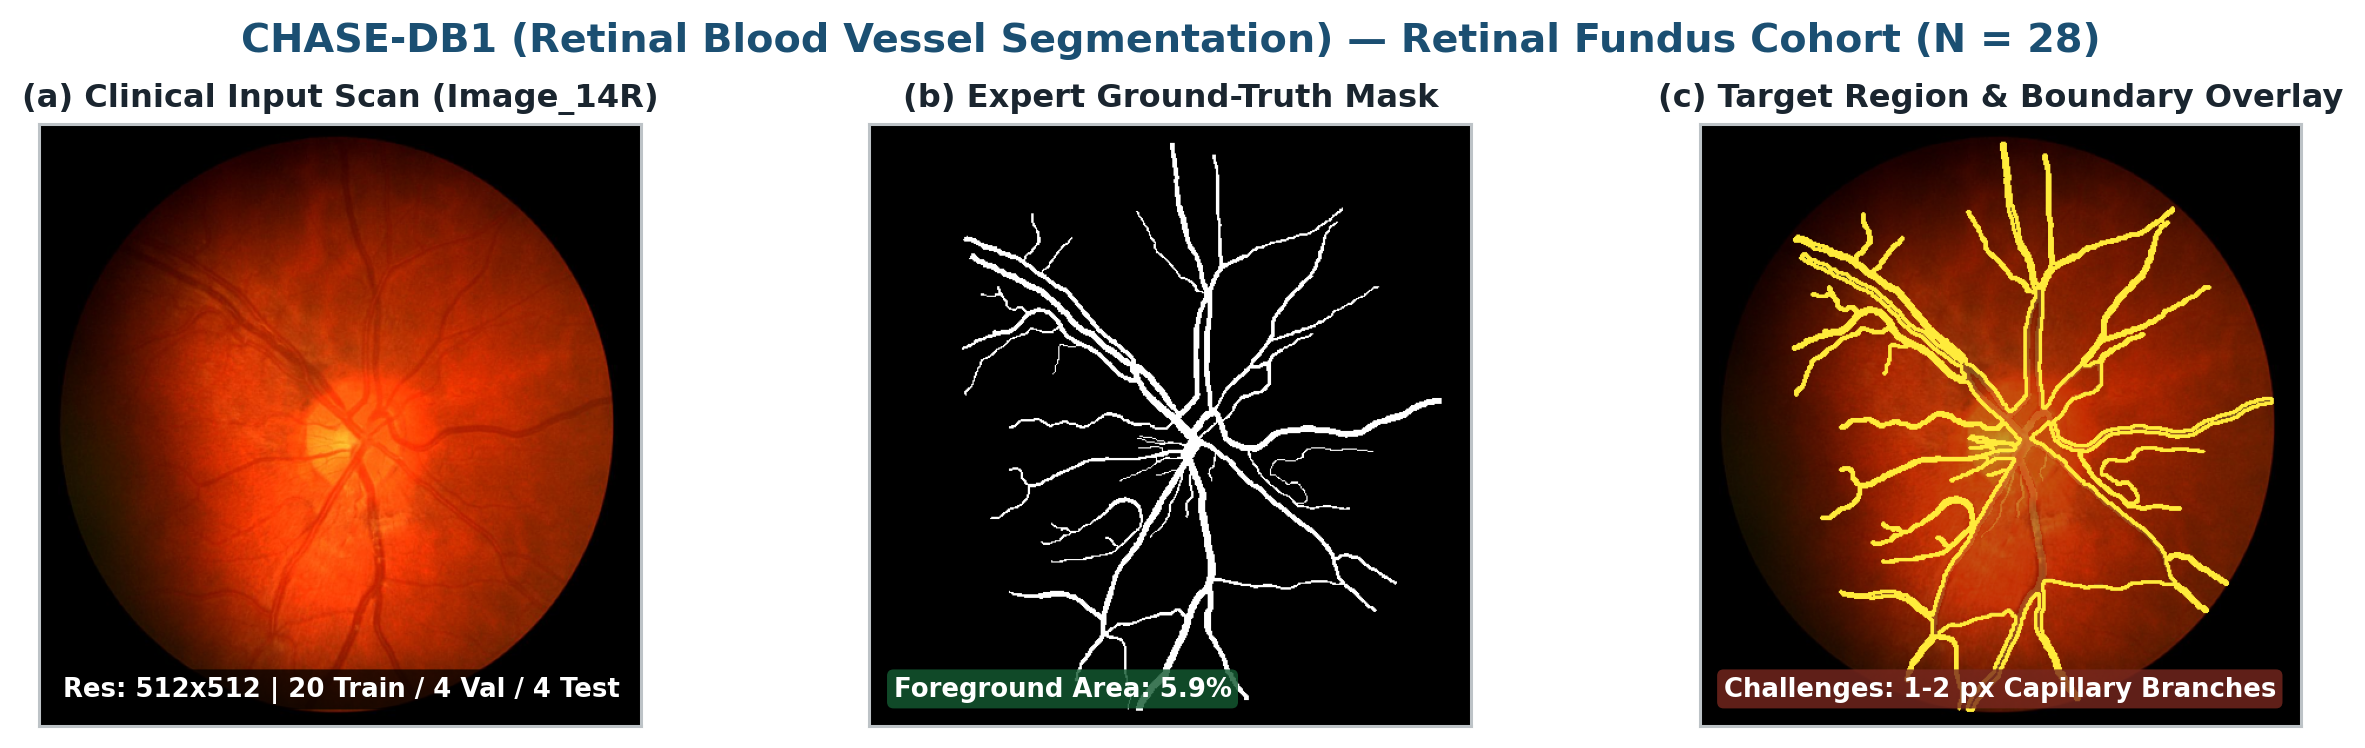 CHASE-DB1 (Retinal Blood Vessel Segmentation) — Retinal Fundus Cohort (N = 28)
(a) Clinical Input Scan (Image_14R)
(b) Expert Ground-Truth Mask
(c) Target Region & Boundary Overlay
Res: 512x512 | 20 Train / 4 Val / 4 Test
Foreground Area: 5.9%
Challenges: 1-2 px Capillary Branches